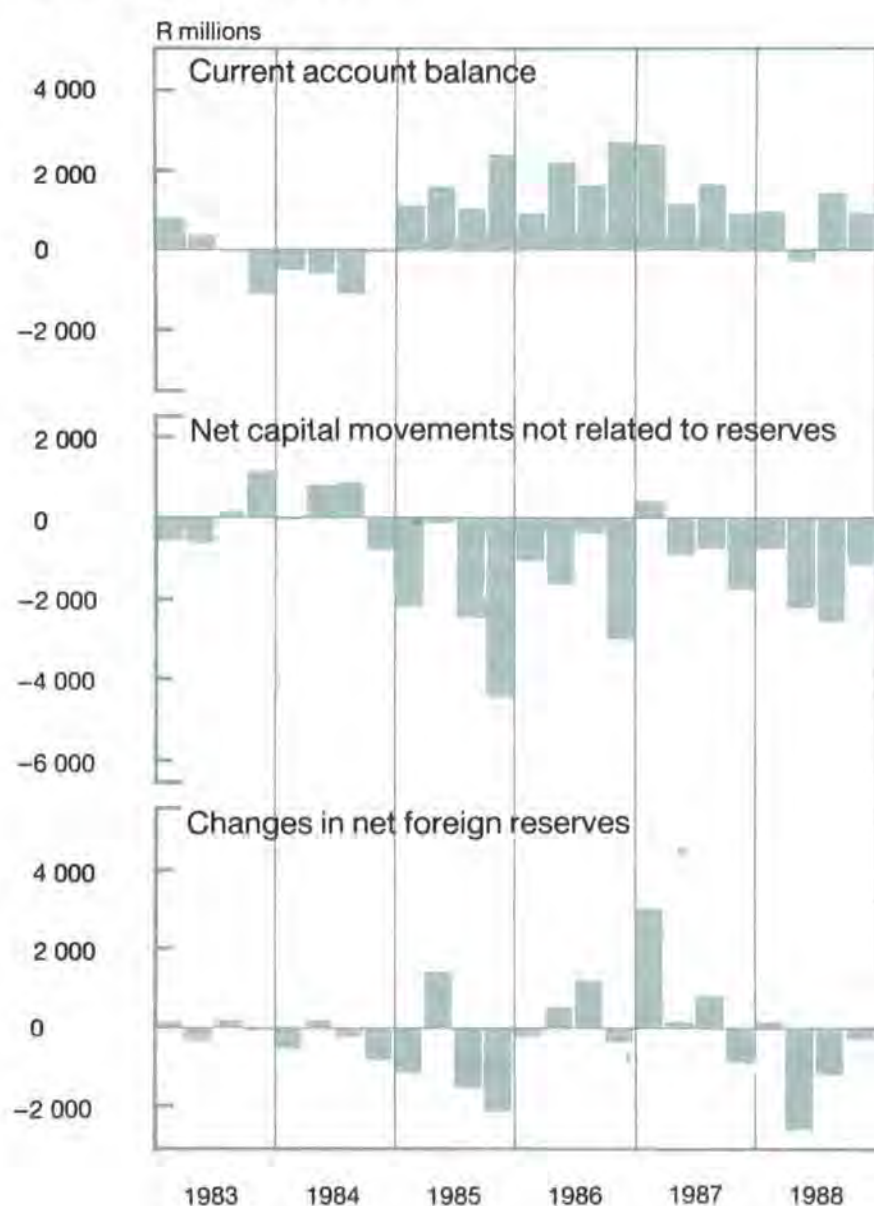 R millions
Current account balance
4 000
2 000
0
−2 000
Net capital movements not related to reserves
2 000
0
−2 000
−4 000
−6 000
Changes in net foreign reserves
4 000
2 000
0
−2 000
1983 1984 1985 1986 1987 1988